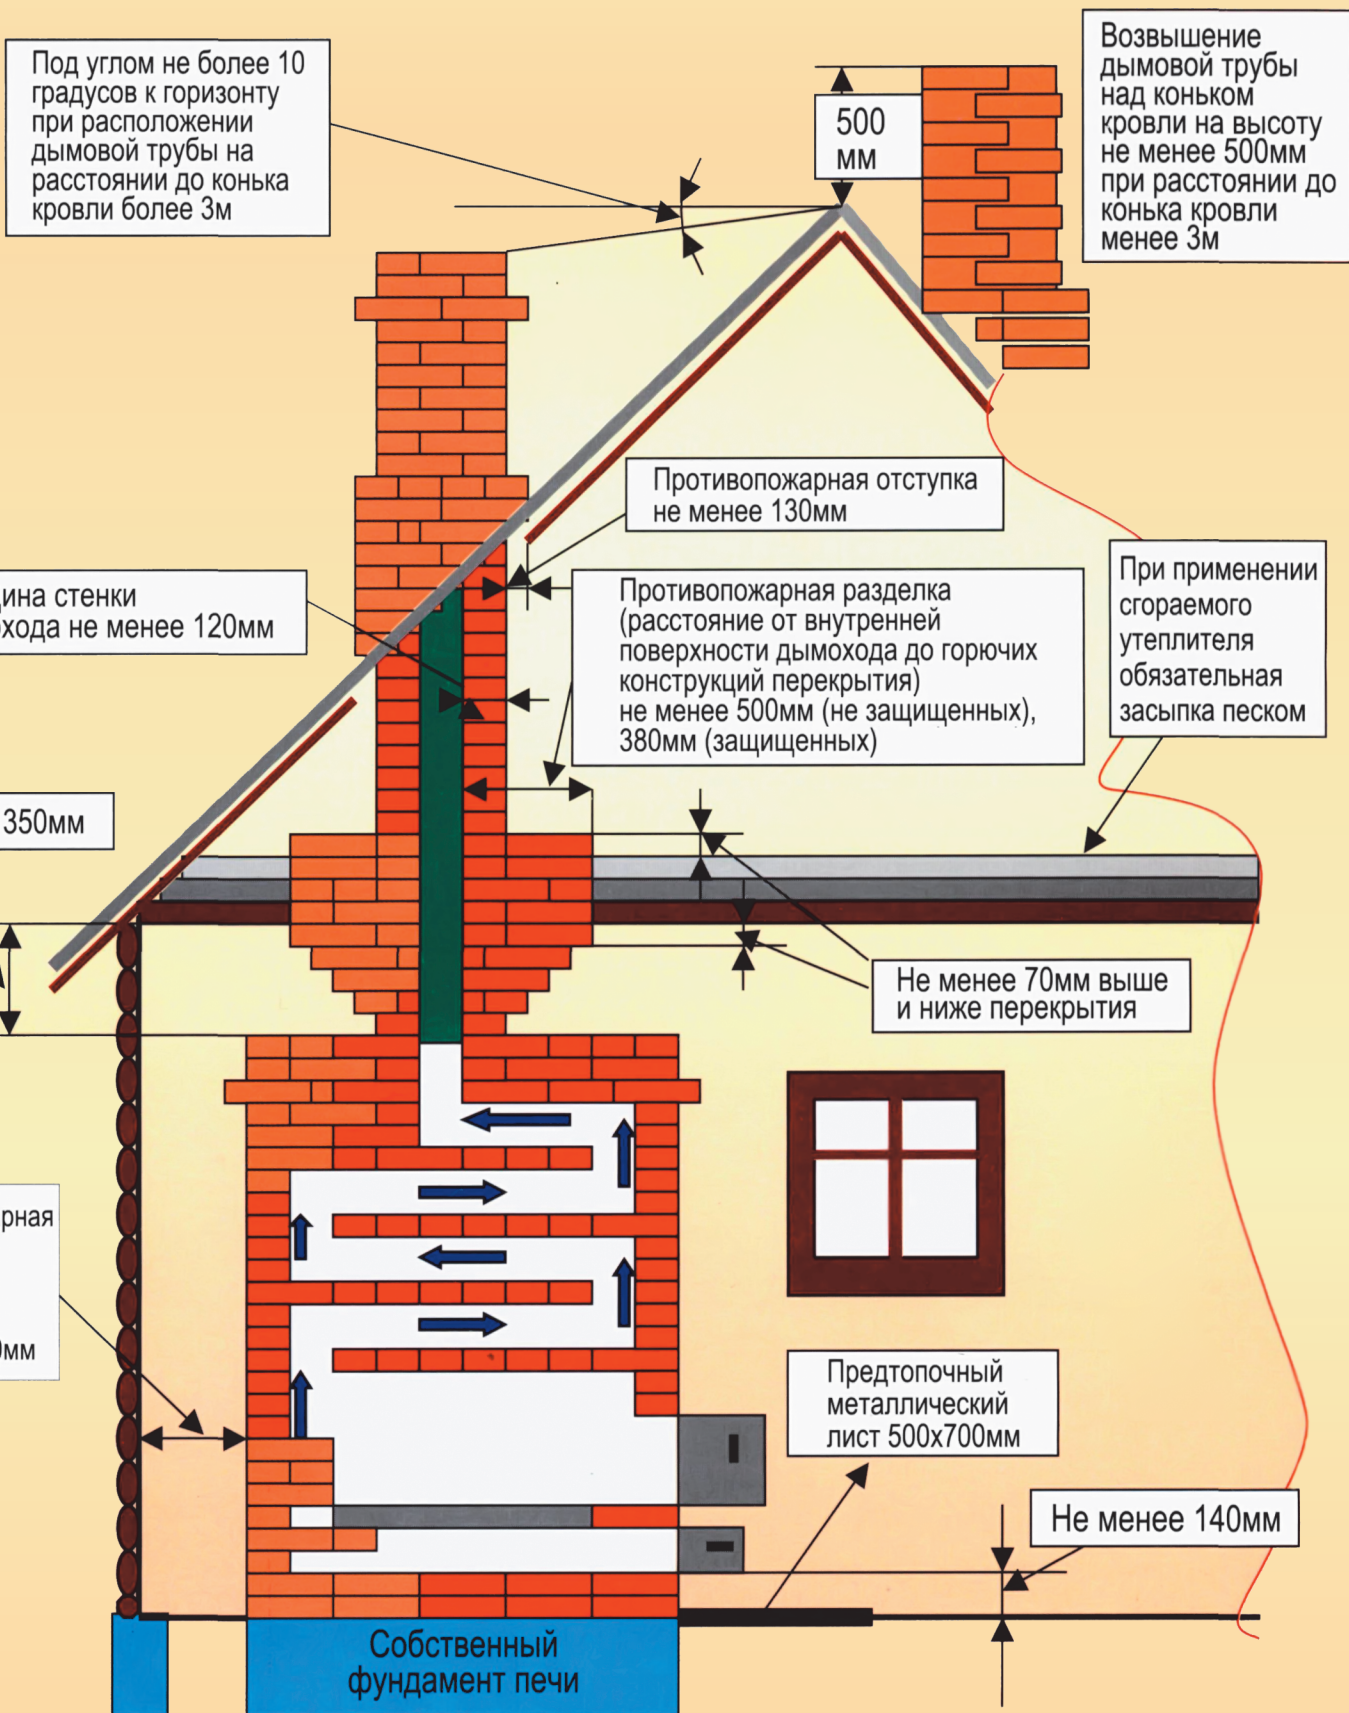 Под углом не более 10
градусов к горизонту
при расположении
дымовой трубы на
расстоянии до конька
кровли более 3м
500
мм
Возвышение
дымовой трубы
над коньком
кровли на высоту
не менее 500мм
при расстоянии до
конька кровли
менее 3м
Противопожарная отступка
не менее 130мм
стенки
не менее 120мм
Противопожарная разделка
(расстояние от внутренней
поверхности дымохода до горючих
конструкций перекрытия)
не менее 500мм (не защищенных),
380мм (защищенных)
При применении
сгораемого
утеплителя
обязательная
засыпка песком
350мм
Не менее 70мм выше
и ниже перекрытия
Предтопочный
металлический
лист 500х700мм
Не менее 140мм
Собственный
фундамент печи